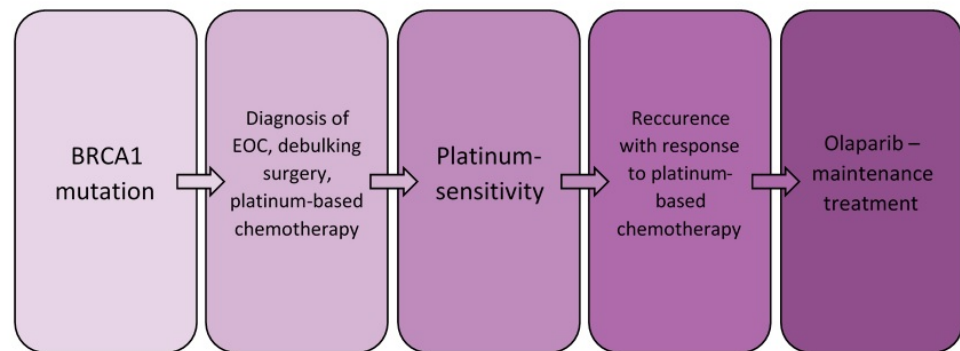 BRCA1
mutation
Diagnosis of
EOC, debulking
surgery,
platinum-based
chemotherapy
Platinum-
sensitivity
Reccurence
with response
to platinum-
based
chemotherapy
Olaparib –
maintenance
treatment